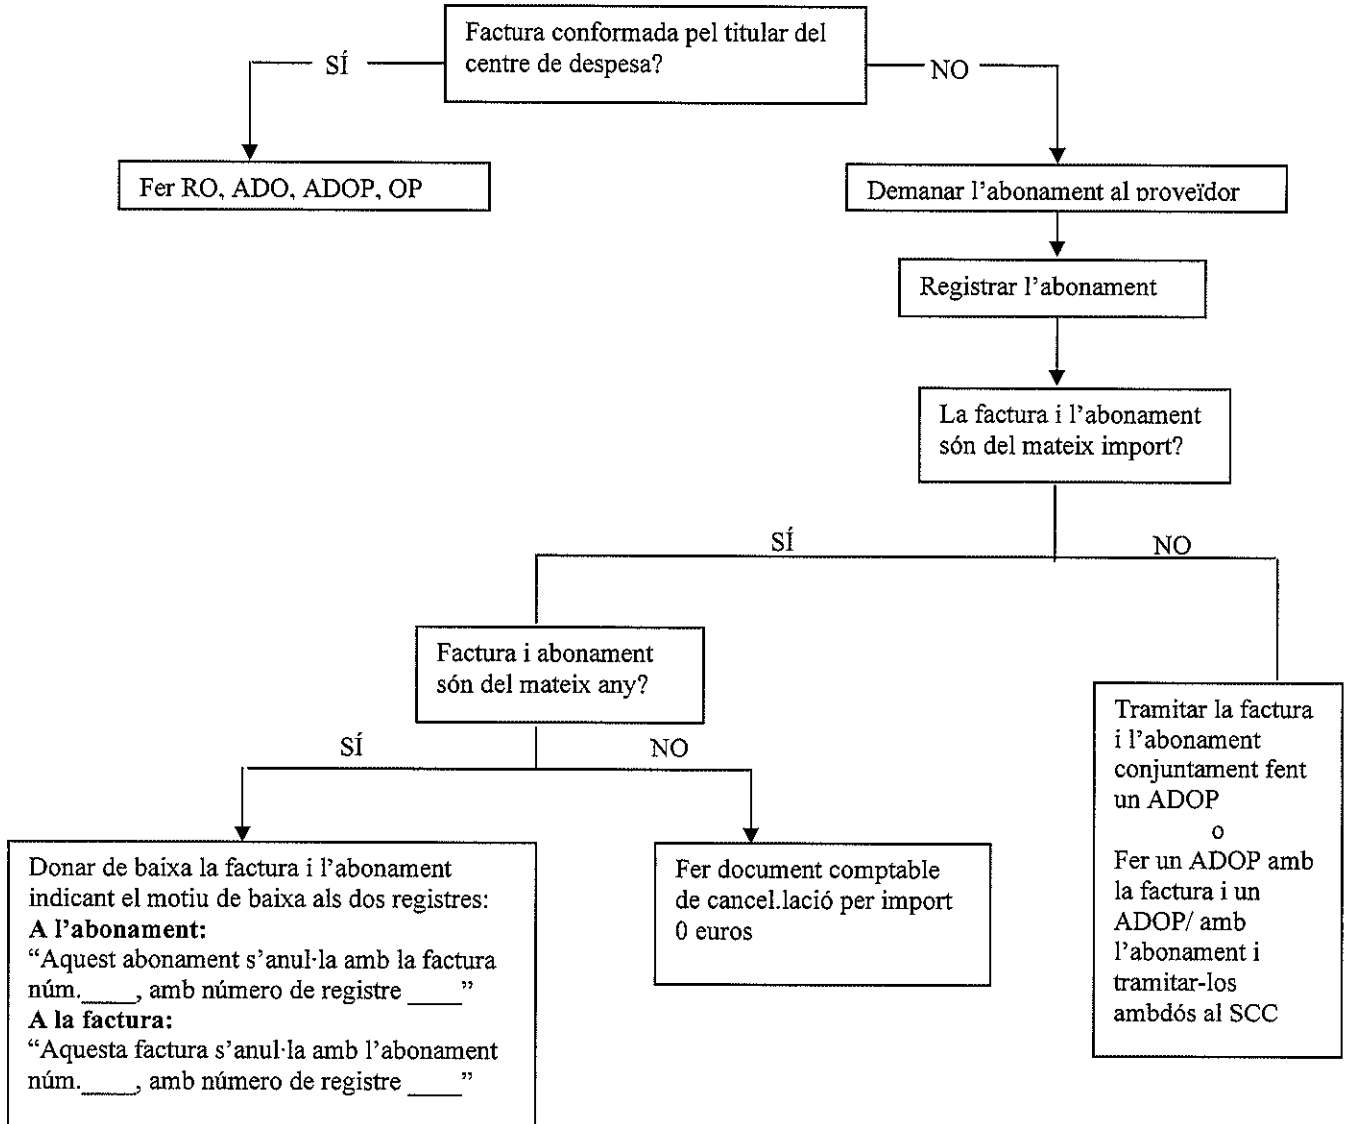 Factura conformada pel titular del
centre de despesa?
SÍ
NO
Fer RO, ADO, ADOP, OP
Demanar l’abonament al proveïdor
Registrar l’abonament
La factura i l’abonament
són del mateix import?
SÍ
NO
Factura i abonament
són del mateix any?
SÍ
NO
Tramitar la factura
i l’abonament
conjuntament fent
un ADOP
o
Fer un ADOP amb
la factura i un
ADOP/ amb
l’abonament i
tramitar-los
ambdós al SCC
Donar de baixa la factura i l’abonament
indicant el motiu de baixa als dos registres:
A l’abonament:
“Aquest abonament s’anul·la amb la factura
núm.____, amb número de registre ____”
A la factura:
“Aquesta factura s’anul·la amb l’abonament
núm.____, amb número de registre ____”
Fer document comptable
de cancel.lació per import
0 euros